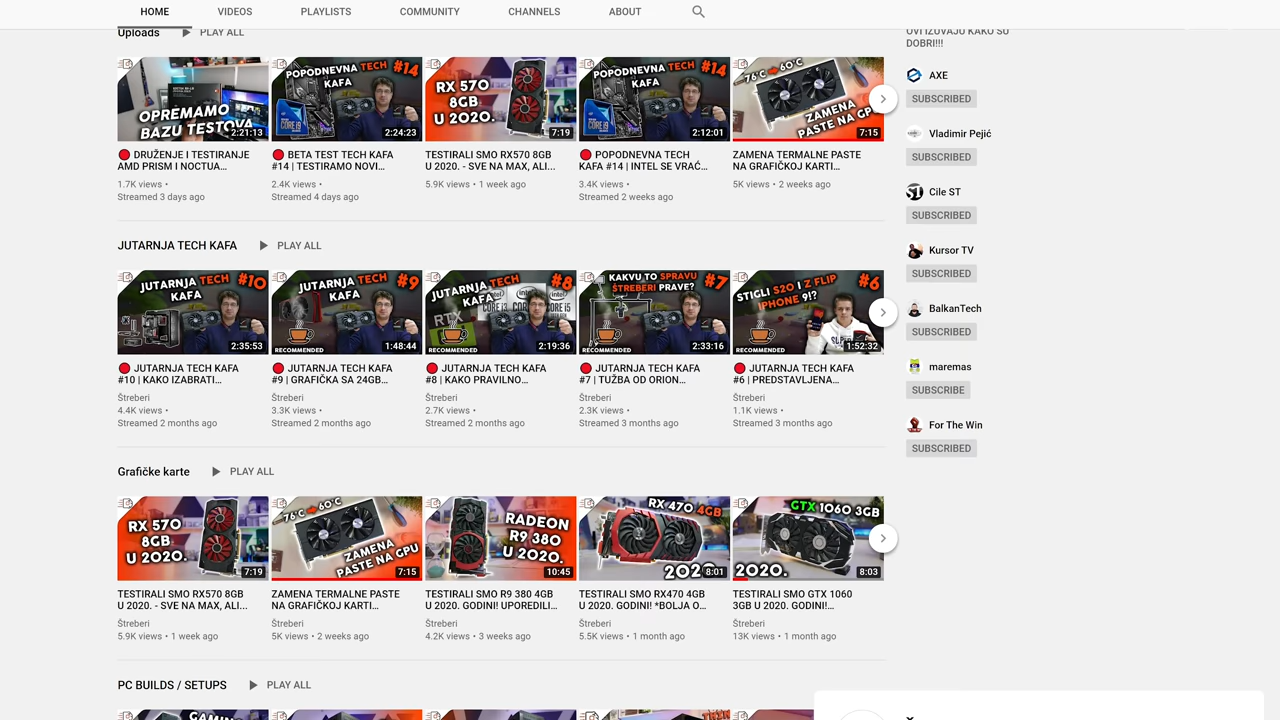 HOME VIDEOS PLAYLISTS COMMUNITY CHANNELS ABOUT
Uploads PLAY ALL
OPREMAMO
BAZU TESTOVA
2:21:13
POPODNEVNA TECH #14
KAFA
2:24:23
RX 570
8GB
U 2020.
7:19
POPODNEVNA TECH #14
KAFA
2:12:01
76°C 60°C
ZAMENA
PASTE NA GPU
7:15
DRUŽENJE I TESTIRANJE
AMD PRISM I NOCTUA...
1.7K views •
Streamed 3 days ago
BETA TEST TECH KAFA
#14 | TESTIRAMO NOVI...
2.4K views •
Streamed 4 days ago
TESTIRALI SMO RX570 8GB
U 2020. - SVE NA MAX, ALI...
5.9K views • 1 week ago
POPODNEVNA TECH
KAFA #14 | INTEL SE VRAĆ...
3.4K views •
Streamed 2 weeks ago
ZAMENA TERMALNE PASTE
NA GRAFIČKOJ KARTI...
5K views • 2 weeks ago
JUTARNJA TECH KAFA PLAY ALL
JUTARNJA TECH #10
KAFA
2:35:53
JUTARNJA TECH #9
KAFA
RECOMMENDED
1:48:44
JUTARNJA TECH #8
KAFA
RTX
RECOMMENDED
2:19:36
KAKVU TO SPRAVU #7
ŠTREBERI PRAVE?
RECOMMENDED
2:33:16
STIGLI S20 I Z FLIP #6
IPHONE 9!?
RECOMMENDED
1:52:32
JUTARNJA TECH KAFA
#10 | KAKO IZABRATI...
Štreberi
4.4K views •
Streamed 2 months ago
JUTARNJA TECH KAFA
#9 | GRAFIČKA SA 24GB...
Štreberi
3.3K views •
Streamed 2 months ago
JUTARNJA TECH KAFA
#8 | KAKO PRAVILNO...
Štreberi
2.7K views •
Streamed 2 months ago
JUTARNJA TECH KAFA
#7 | TUŽBA OD ORION...
Štreberi
2.3K views •
Streamed 3 months ago
JUTARNJA TECH KAFA
#6 | PREDSTAVLJENA...
Štreberi
1.1K views •
Streamed 3 months ago
Grafičke karte PLAY ALL
RX 570
8GB
U 2020.
7:19
76°C 60°C
ZAMENA
PASTE NA GPU
7:15
RADEON
R9 380
U 2020.
10:45
RX 470 4GB
2020
8:01
GTX 1060 3GB
2020.
8:03
TESTIRALI SMO RX570 8GB
U 2020. - SVE NA MAX, ALI...
Štreberi
5.9K views • 1 week ago
ZAMENA TERMALNE PASTE
NA GRAFIČKOJ KARTI...
Štreberi
5K views • 2 weeks ago
TESTIRALI SMO R9 380 4GB
U 2020. GODINI! UPOREDILI...
Štreberi
4.2K views • 3 weeks ago
TESTIRALI SMO RX470 4GB
U 2020. GODINI! *BOLJA O...
Štreberi
5.5K views • 1 month ago
TESTIRALI SMO GTX 1060
3GB U 2020. GODINI!...
Štreberi
13K views • 1 month ago
PC BUILDS / SETUPS PLAY ALL
OVI IZUVAJU KAKO SU
DOBRI!!!
AXE
SUBSCRIBED
Vladimir Pejić
SUBSCRIBED
Cile ST
SUBSCRIBED
Kursor TV
SUBSCRIBED
BalkanTech
SUBSCRIBED
maremas
SUBSCRIBE
For The Win
SUBSCRIBED